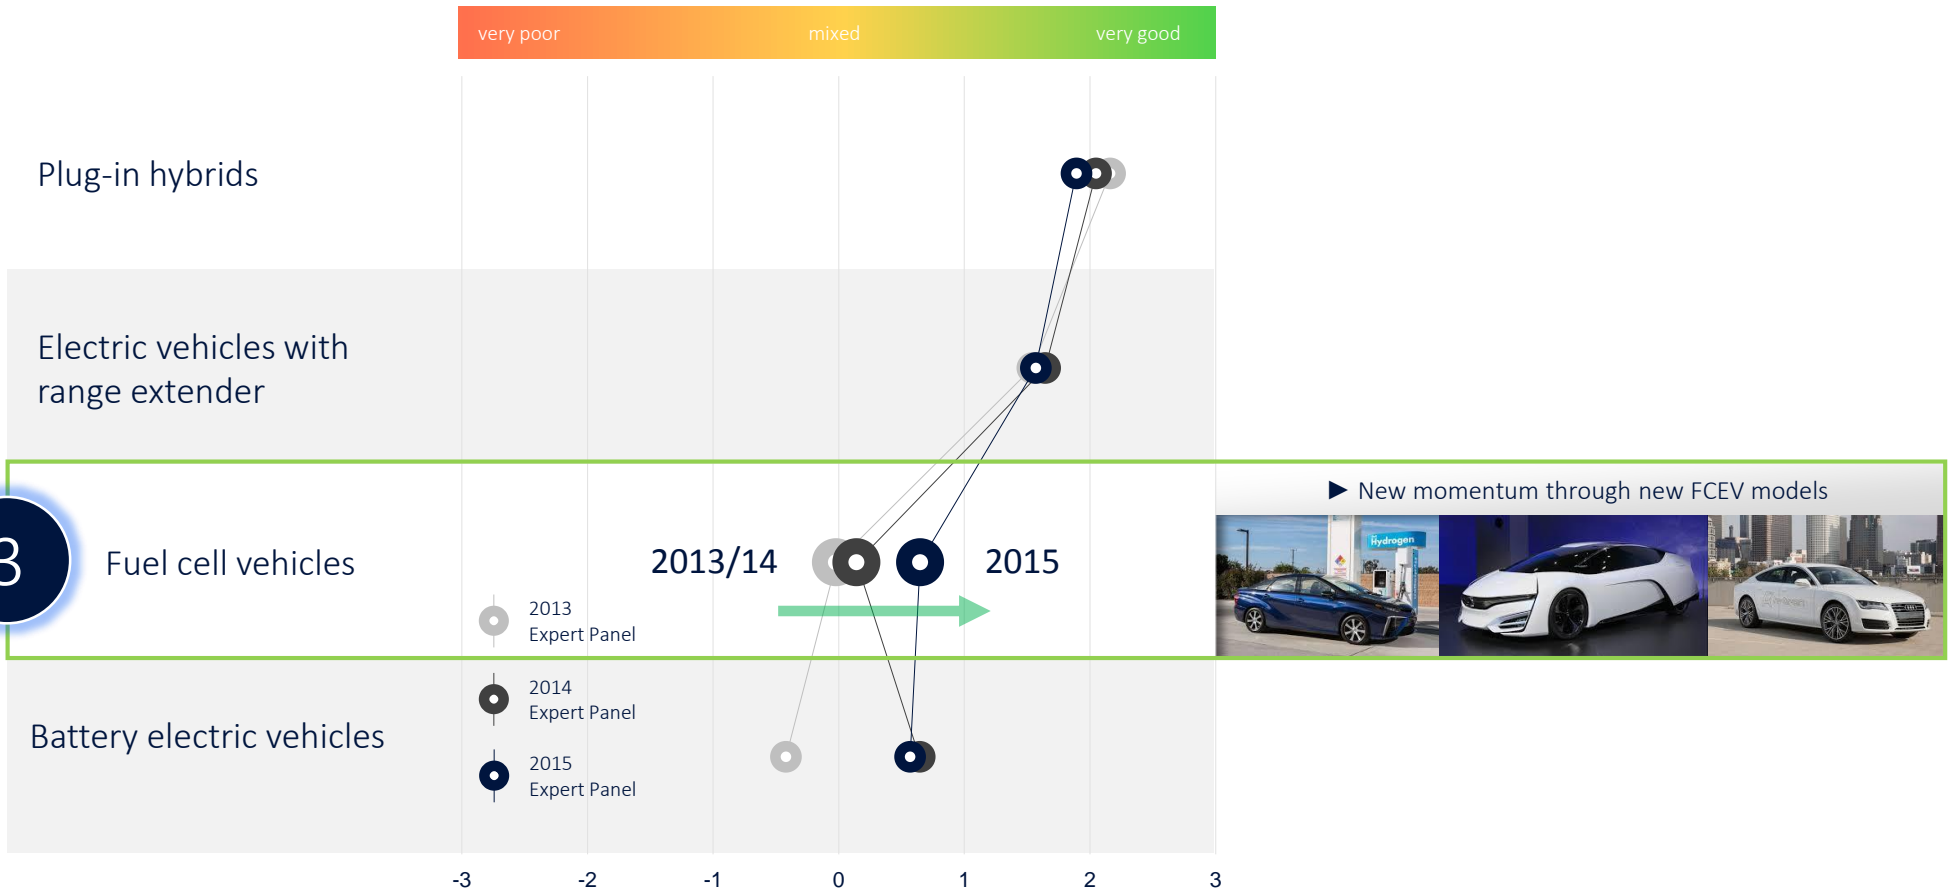 very poor mixed very good
Plug-in hybrids
Electric vehicles with
range extender
► New momentum through new FCEV models
Hydrogen
3
Fuel cell vehicles
2013/14
2015
2013
Expert Panel
2014
Expert Panel
Battery electric vehicles
2015
Expert Panel
-3 -2 -1 0 1 2 3